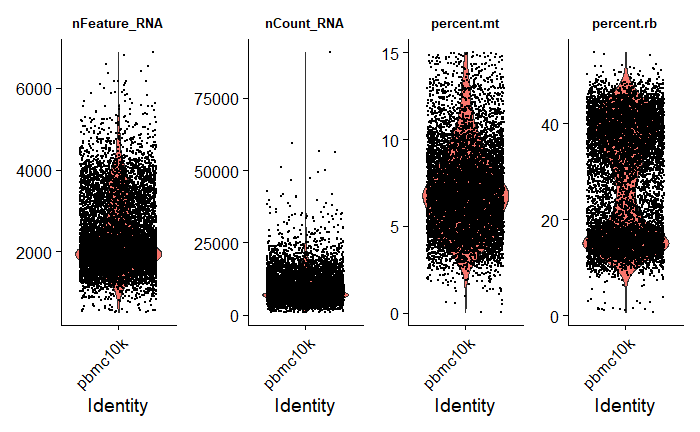 nFeature_RNA
6000
4000
2000
pbmc10k
Identity
nCount_RNA
75000
50000
25000
0
pbmc10k
Identity
percent.mt
15
10
5
0
pbmc10k
Identity
percent.rb
40
20
0
pbmc10k
Identity